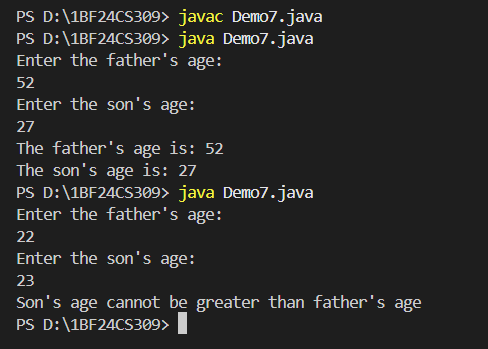 PS D:\1BF24CS309> javac Demo7.java
PS D:\1BF24CS309> java Demo7.java
Enter the father's age:
52
Enter the son's age:
27
The father's age is: 52
The son's age is: 27
PS D:\1BF24CS309> java Demo7.java
Enter the father's age:
22
Enter the son's age:
23
Son's age cannot be greater than father's age
PS D:\1BF24CS309>